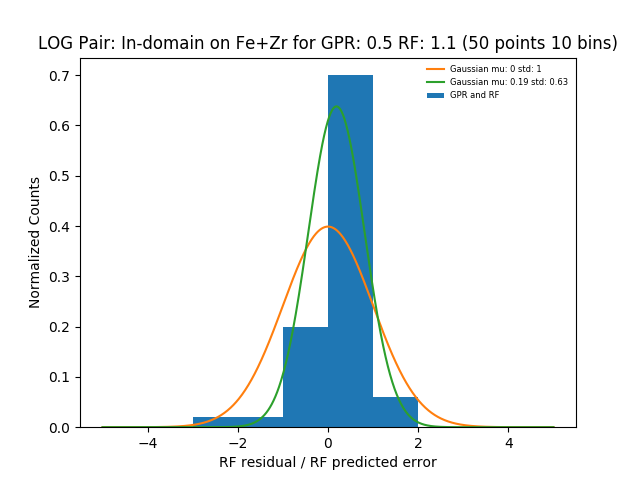 LOG Pair: In-domain on Fe+Zr for GPR: 0.5 RF: 1.1 (50 points 10 bins)
Gaussian mu: 0 std: 1
Gaussian mu: 0.19 std: 0.63
GPR and RF
Normalized Counts
0.7
0.6
0.5
0.4
0.3
0.2
0.1
0.0
−4 −2 0 2 4
RF residual / RF predicted error